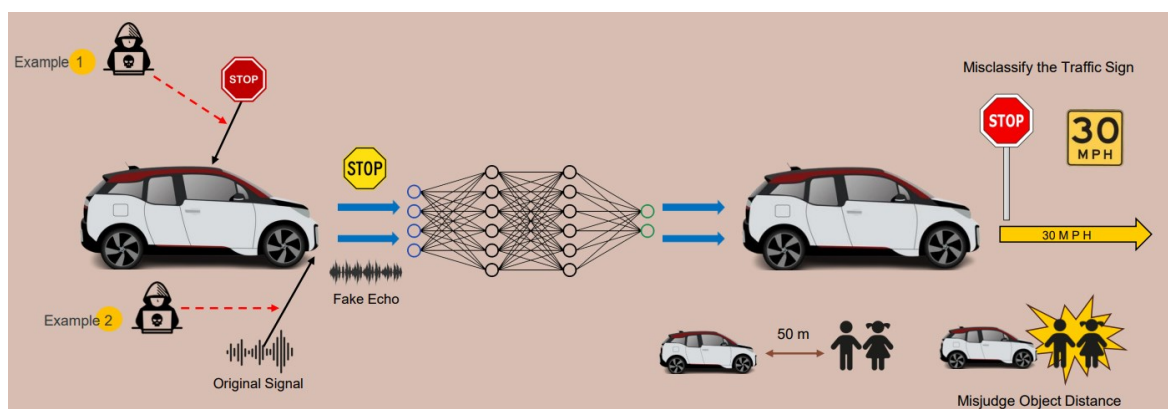 Example 1
STOP
Misclassify the Traffic Sign
STOP
STOP
30
MPH
30 M P H
Fake Echo
Example 2
Original Signal
50 m
Misjudge Object Distance